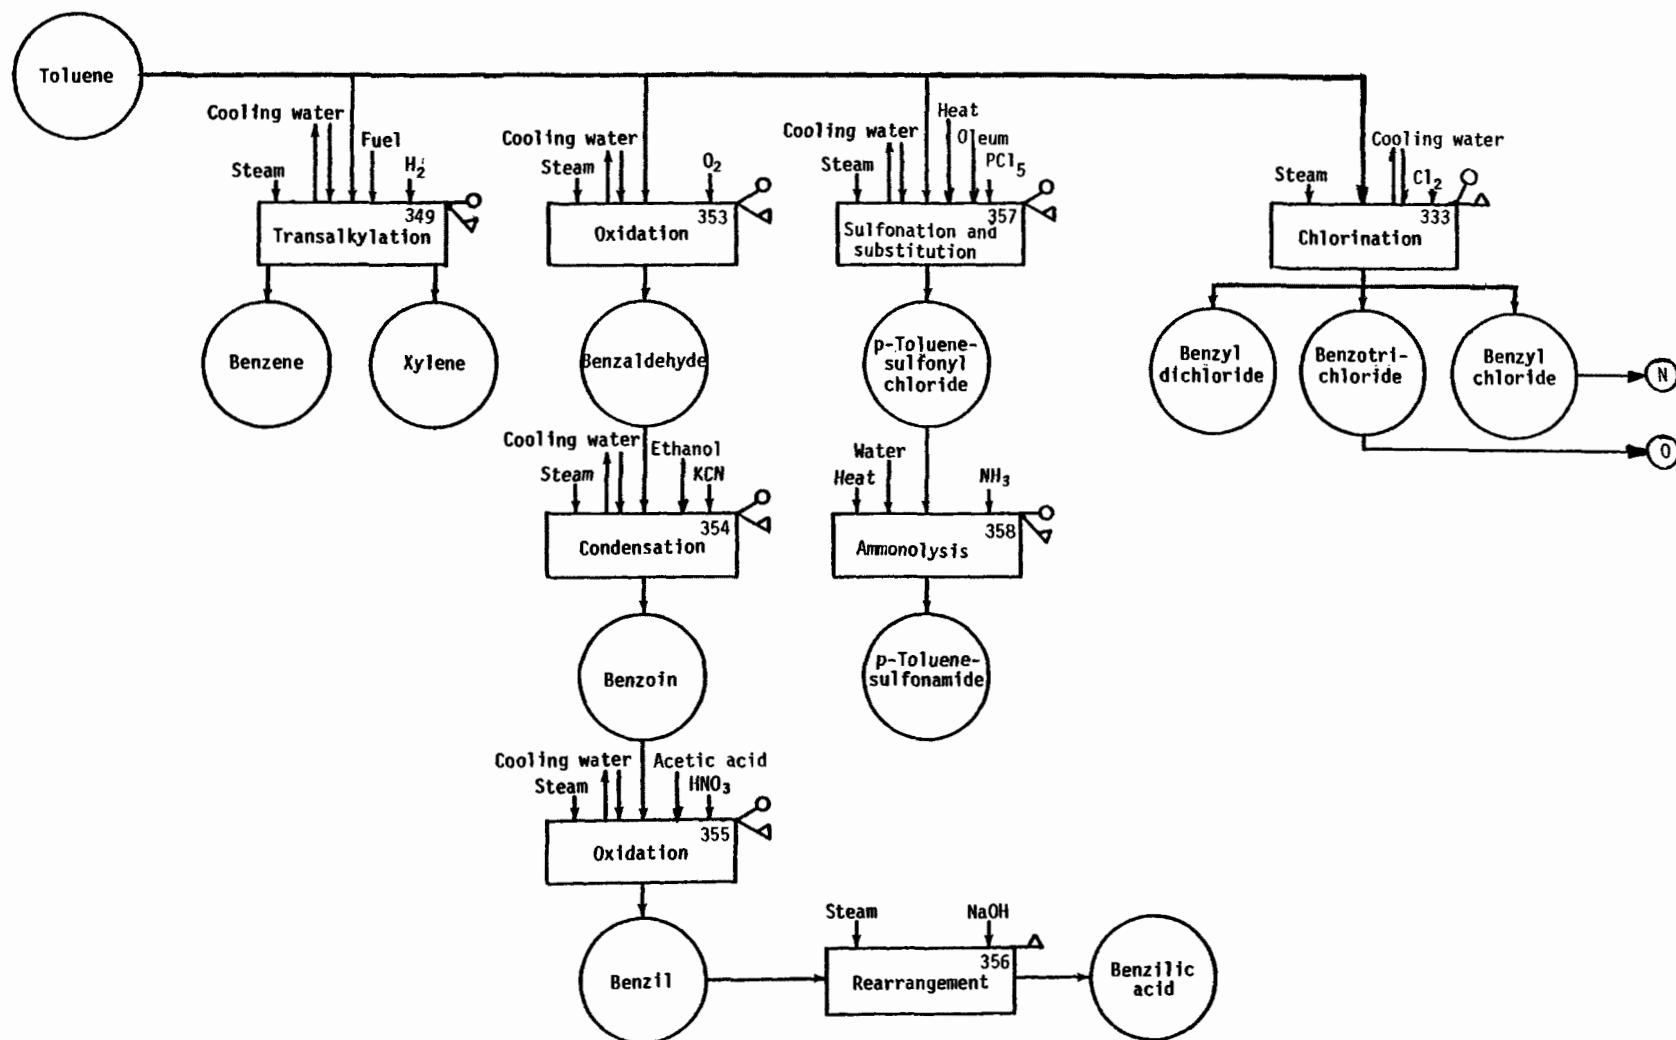 Toluene
Cooling water
Fuel
Steam
H2
349
Transalkylation
Benzene
Xylene
Cooling water
Steam
O2
353
Oxidation
Benzaldehyde
Cooling water
Ethanol
Steam
KCN
354
Condensation
Benzoin
Cooling water
Acetic acid
Steam
HNO3
355
Oxidation
Benzil
Steam
NaOH
356
Rearrangement
Benzilic
acid
Heat
Cooling water
Oleum
Steam
PCl5
357
Sulfonation and
substitution
p-Toluene-
sulfonyl
chloride
Water
Heat
NH3
358
Ammonolysis
p-Toluene-
sulfonamide
Cooling water
Steam
Cl2
333
Chlorination
Benzyl
dichloride
Benzotri-
chloride
Benzyl
chloride
N
O